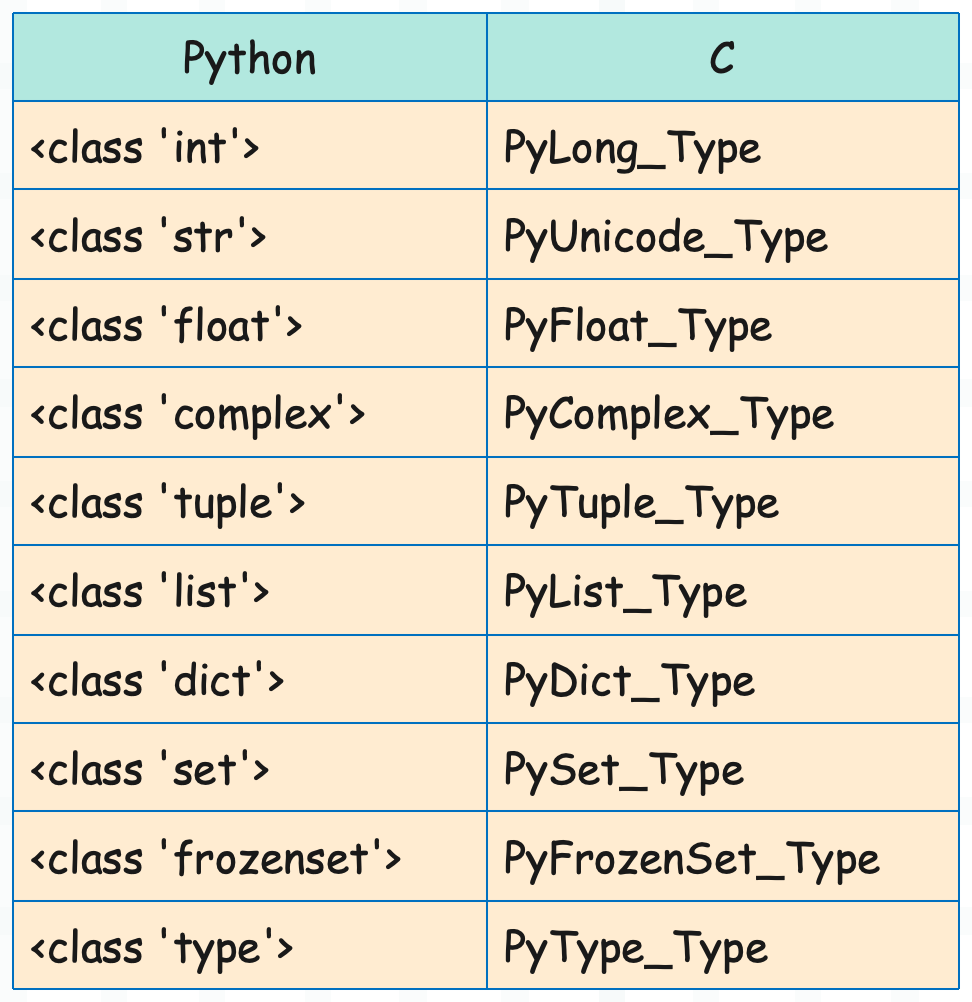 Python C
<class 'int'> PyLong_Type
<class 'str'> PyUnicode_Type
<class 'float'> PyFloat_Type
<class 'complex'> PyComplex_Type
<class 'tuple'> PyTuple_Type
<class 'list'> PyList_Type
<class 'dict'> PyDict_Type
<class 'set'> PySet_Type
<class 'frozenset'> PyFrozenSet_Type
<class 'type'> PyType_Type